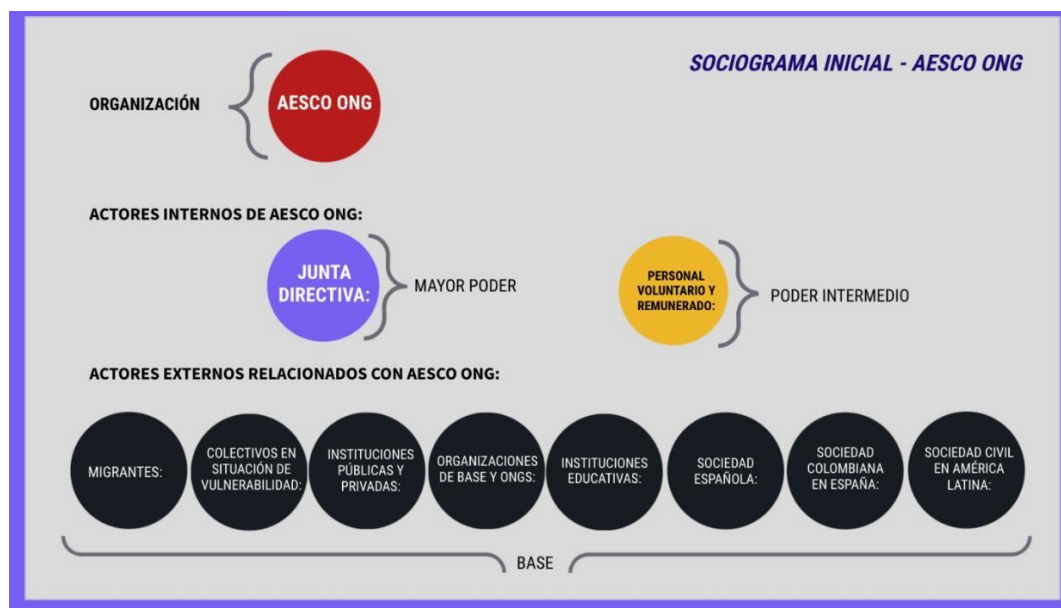 SOCIOGRAMA INICIAL - AESCO ONG
ORGANIZACIÓN
AESCO ONG
ACTORES INTERNOS DE AESCO ONG:
JUNTA
DIRECTIVA:
MAYOR PODER
PERSONAL
VOLUNTARIO Y
REMUNERADO:
PODER INTERMEDIO
ACTORES EXTERNOS RELACIONADOS CON AESCO ONG:
MIGRANTES:
COLECTIVOS EN
SITUACIÓN DE
VULNERABILIDAD:
INSTITUCIONES
PÚBLICAS Y
PRIVADAS:
ORGANIZACIONES
DE BASE Y ONGS:
INSTITUCIONES
EDUCATIVAS:
SOCIEDAD
ESPAÑOLA:
SOCIEDAD
COLOMBIANA
EN ESPAÑA:
SOCIEDAD CIVIL
EN AMÉRICA
LATINA:
BASE